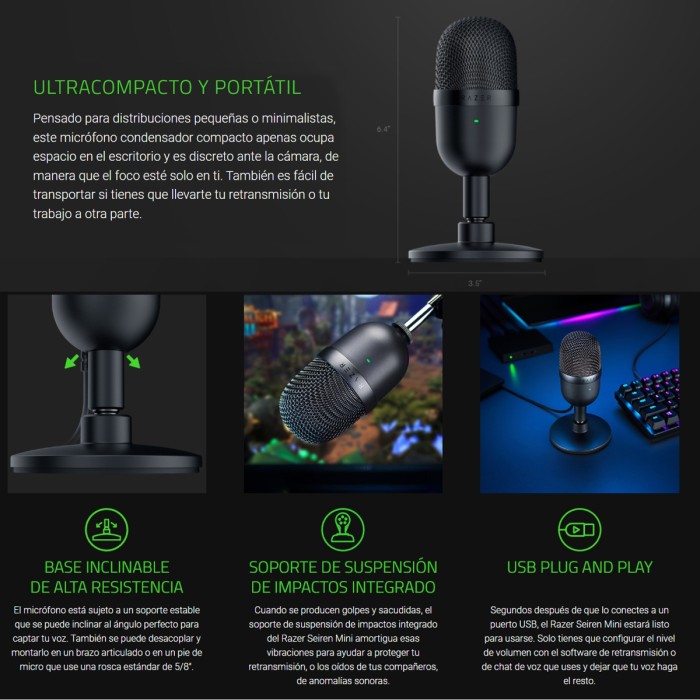 ULTRACOMPACTO Y PORTÁTIL
Pensado para distribuciones pequeñas o minimalistas,
este micrófono condensador compacto apenas ocupa
espacio en el escritorio y es discreto ante la cámara, de
manera que el foco esté solo en ti. También es fácil de
transportar si tienes que llevarte tu retransmisión o tu
trabajo a otra parte.
RAZER
6.4"
3.5"
RAZER
BASE INCLINABLE
DE ALTA RESISTENCIA
El micrófono está sujeto a un soporte estable
que se puede inclinar al ángulo perfecto para
captar tu voz. También se puede desacoplar y
montarlo en un brazo articulado o en un pie de
micro que use una rosca estándar de 5/8”.
SOPORTE DE SUSPENSIÓN
DE IMPACTOS INTEGRADO
Cuando se producen golpes y sacudidas, el
soporte de suspensión de impactos integrado
del Razer Seiren Mini amortigua esas
vibraciones para ayudar a proteger tu
retransmisión, o los oídos de tus compañeros,
de anomalías sonoras.
USB PLUG AND PLAY
Segundos después de que lo conectes a un
puerto USB, el Razer Seiren Mini estará listo
para usarse. Solo tienes que configurar el nivel
de volumen con el software de retransmisión o
de chat de voz que uses y dejar que tu voz haga
el resto.